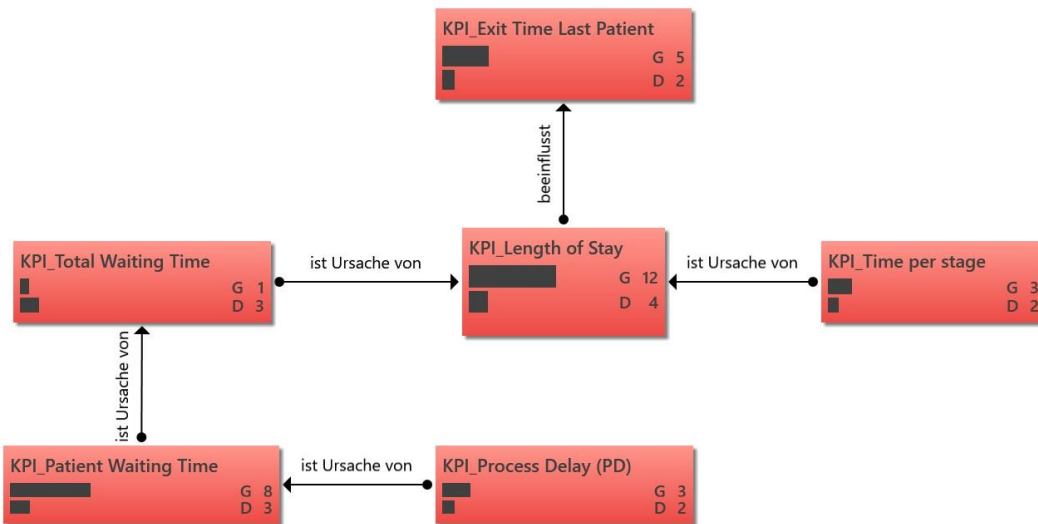 KPI_Exit Time Last Patient
G 5
D 2
beeinflusst
KPI_Total Waiting Time
G 1
D 3
ist Ursache von
KPI_Length of Stay
G 12
D 4
ist Ursache von
KPI_Time per stage
G 3
D 2
ist Ursache von
KPI_Patient Waiting Time
G 8
D 3
ist Ursache von
KPI_Process Delay (PD)
G 3
D 2